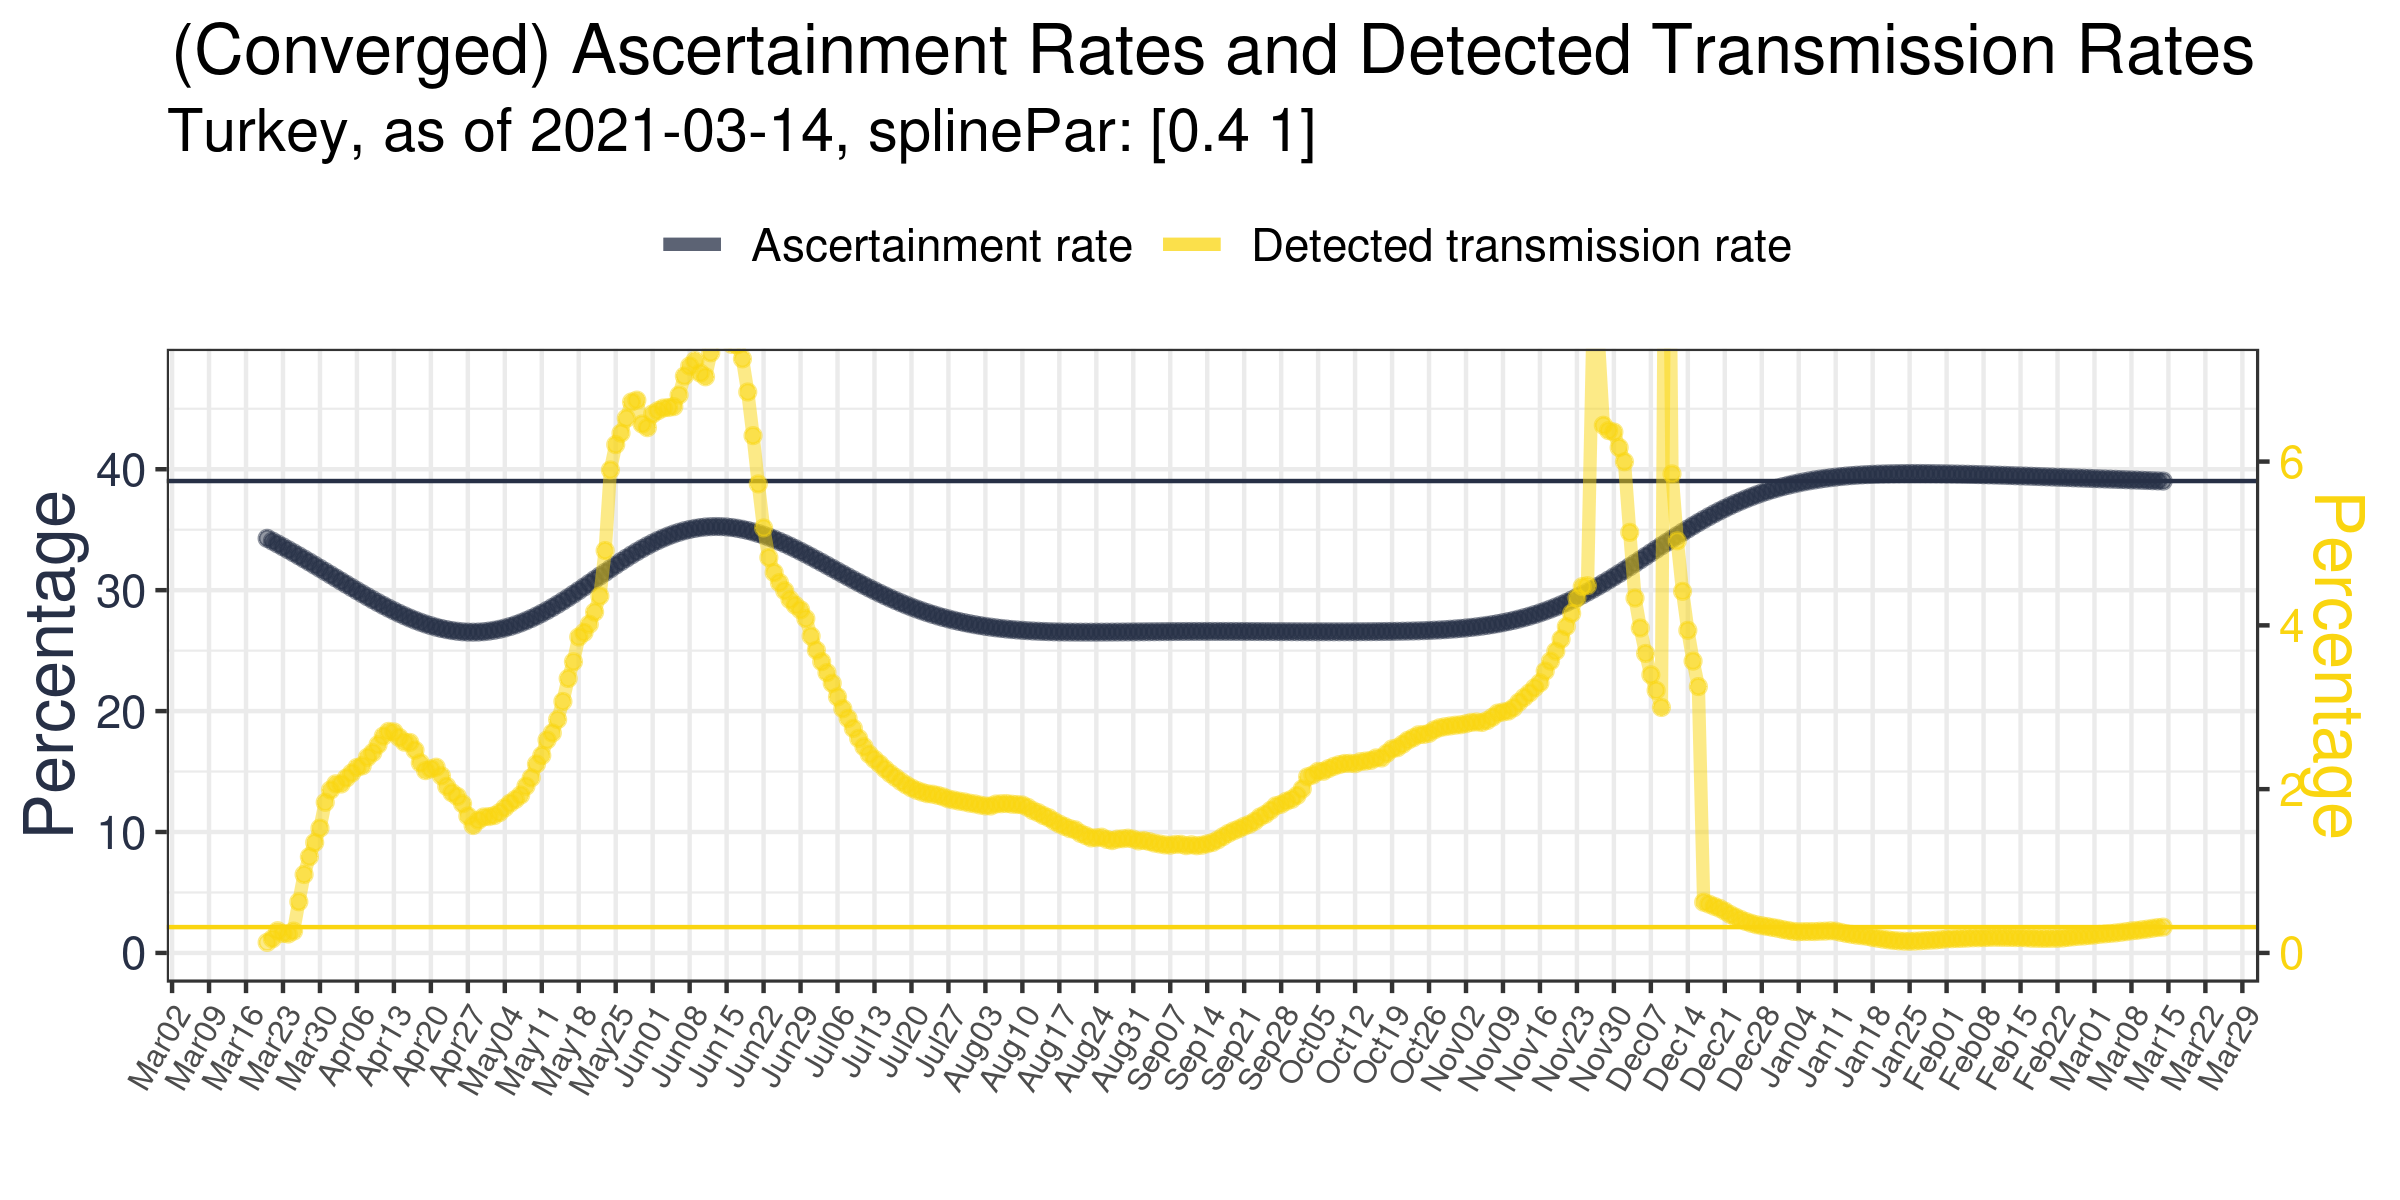 (Converged) Ascertainment Rates and Detected Transmission Rates
Turkey, as of 2021-03-14, splinePar: [0.4 1]
Ascertainment rate Detected transmission rate
Percentage
40
30
20
10
0
6
4
2
0
Percentage
Mar02 Mar09 Mar16 Mar23 Mar30 Apr06 Apr13 Apr20 Apr27 May04 May11 May18 May25 Jun01 Jun08 Jun15 Jun22 Jun29 Jul06 Jul13 Jul20 Jul27 Aug03 Aug10 Aug17 Aug24 Aug31 Sep07 Sep14 Sep21 Sep28 Oct05 Oct12 Oct19 Oct26 Nov02 Nov09 Nov16 Nov23 Nov30 Dec07 Dec14 Dec21 Dec28 Jan04 Jan11 Jan18 Jan25 Feb01 Feb08 Feb15 Feb22 Mar01 Mar08 Mar15 Mar22 Mar29